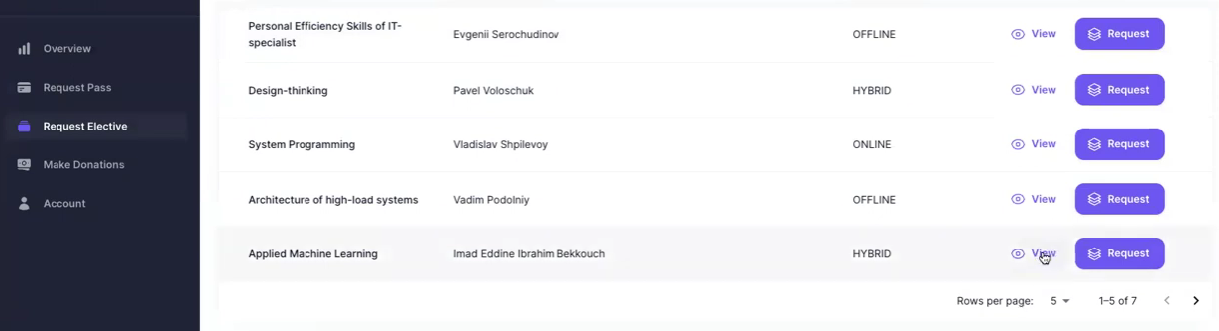 Overview
Request Pass
Request Elective
Make Donations
Account
Personal Efficiency Skills of IT-
specialist
Evgenii Serochudinov
OFFLINE
View
Request
Design-thinking
Pavel Voloschuk
HYBRID
View
Request
System Programming
Vladislav Shpilevoy
ONLINE
View
Request
Architecture of high-load systems
Vadim Podolniy
OFFLINE
View
Request
Applied Machine Learning
Imad Eddine Ibrahim Bekkouch
HYBRID
View
Request
Rows per page: 5
1–5 of 7